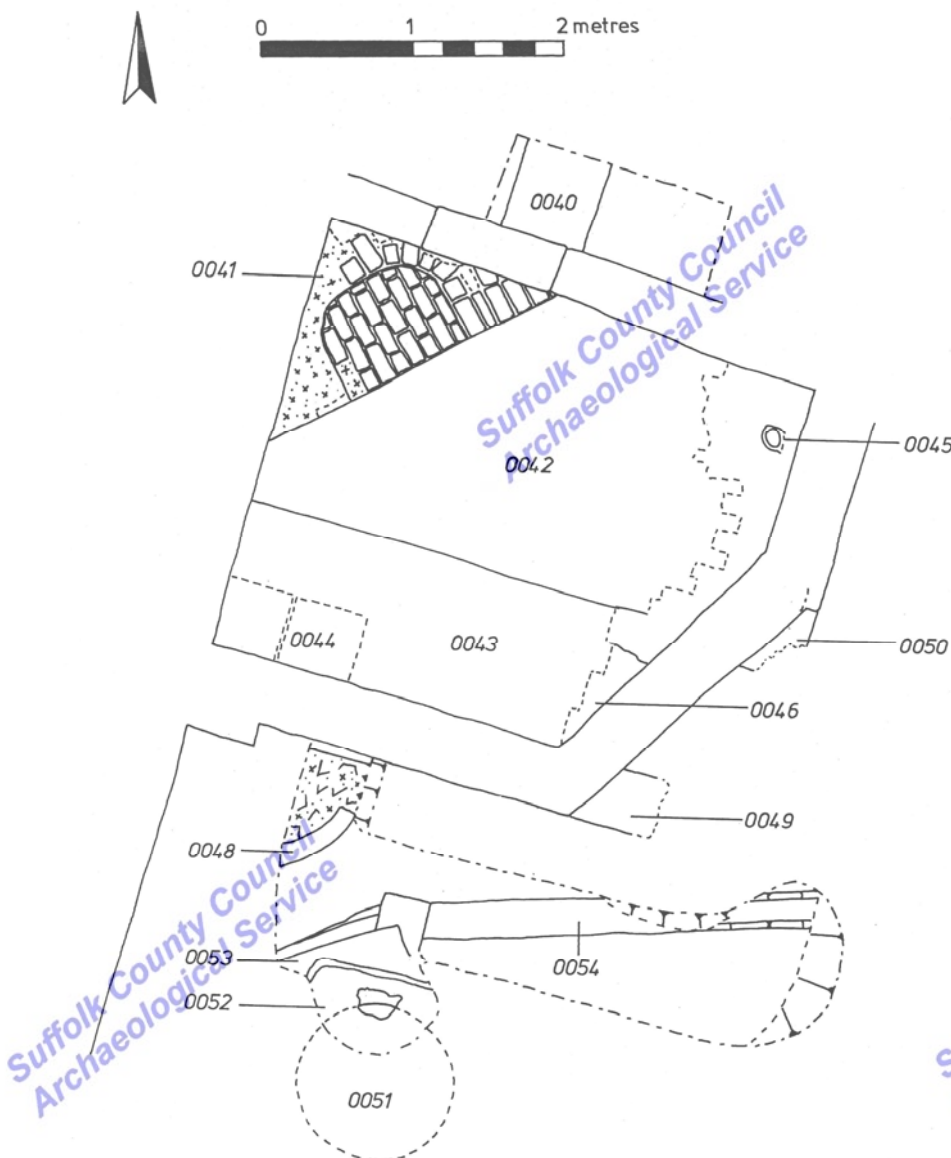 0 1 2 metres
0040
0041
Suffolk County Council
Archaeological Service
0045
0042
0044
0043
0050
0046
0049
0048
Suffolk County Council
Archaeological Service
0053
0054
0052
0051
S